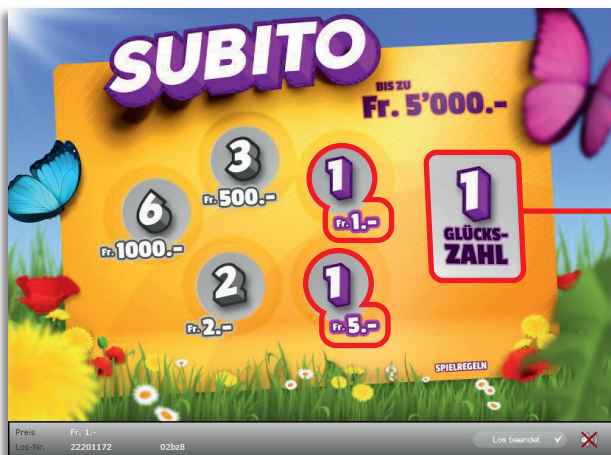 SUBITO
BIS ZU
Fr. 5'000.-
3
Fr. 500.-
1
Fr. 1.-
6
Fr. 1000.-
1
GLÜCKS-
ZAHL
2
Fr. 2.-
1
Fr. 5.-
SPIELREGELN
Preis Fr. 1.-
Los beendet
Los-Nr. 22201172 02bz8